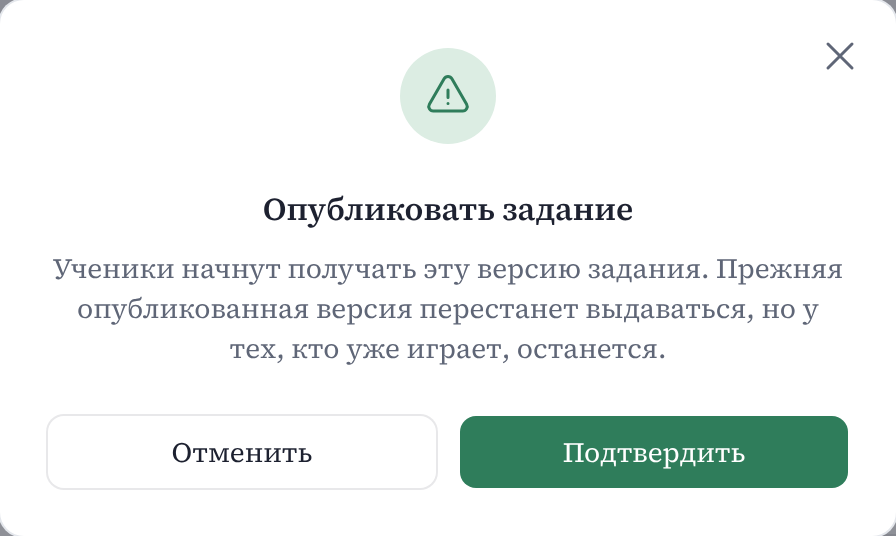 Опубликовать задание
Ученики начнут получать эту версию задания. Прежняя
опубликованная версия перестанет выдаваться, но у
тех, кто уже играет, останется.
Отменить
Подтвердить